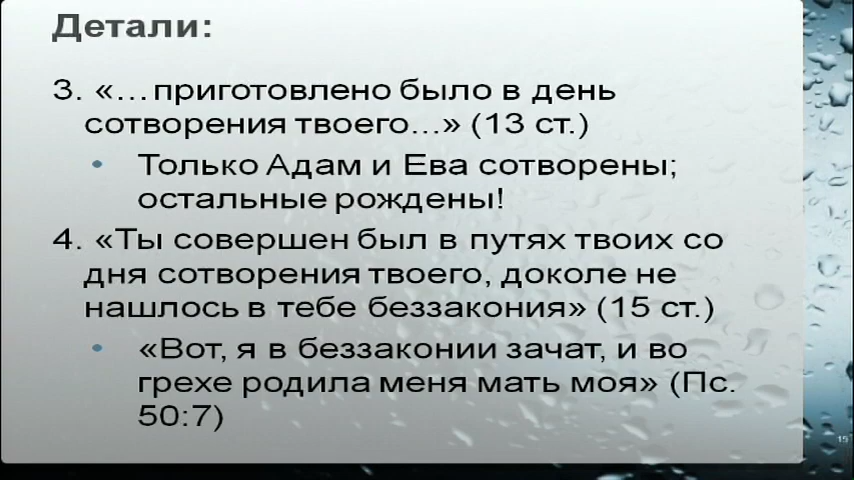 Детали:
3. «…приготовлено было в день
сотворения твоего…» (13 ст.)
• Только Адам и Ева сотворены;
остальные рождены!
4. «Ты совершен был в путях твоих со
дня сотворения твоего, доколе не
нашлось в тебе беззакония» (15 ст.)
• «Вот, я в беззаконии зачат, и во
грехе родила меня мать моя» (Пс.
50:7)